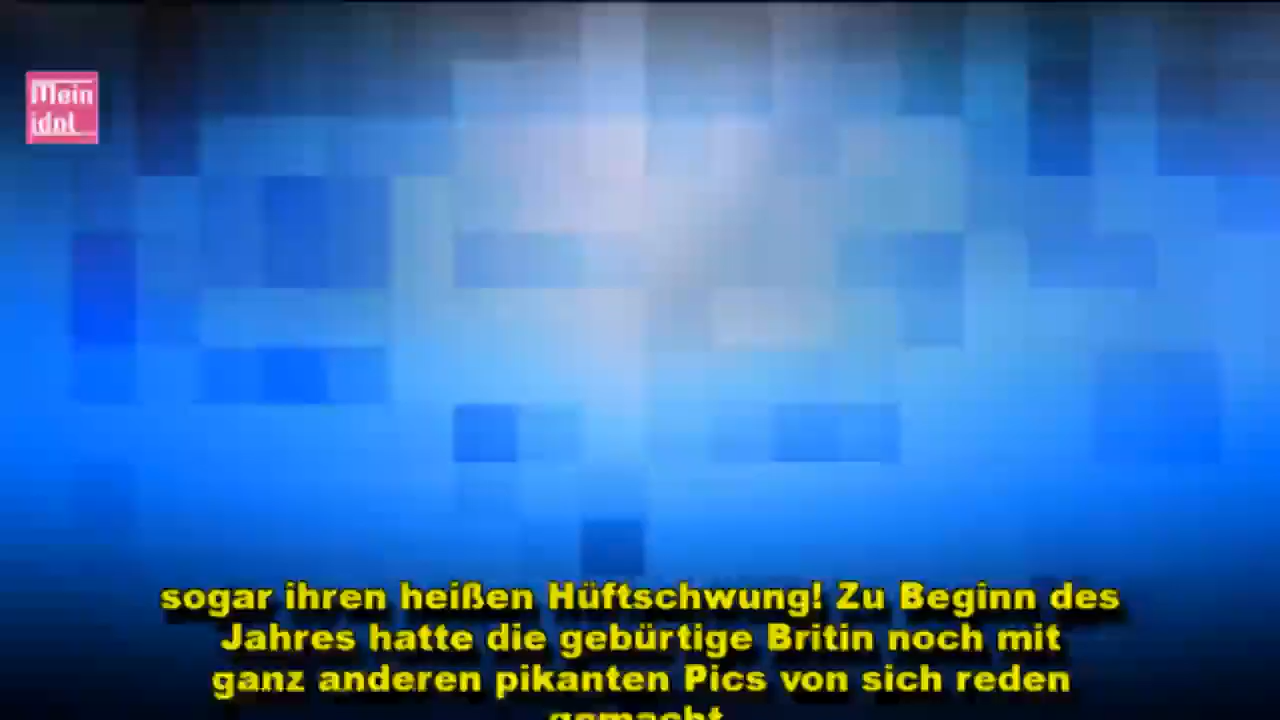 Mein
idol
sogar ihren heißen Hüftschwung! Zu Beginn des
Jahres hatte die gebürtige Britin noch mit
ganz anderen pikanten Pics von sich reden
gemacht